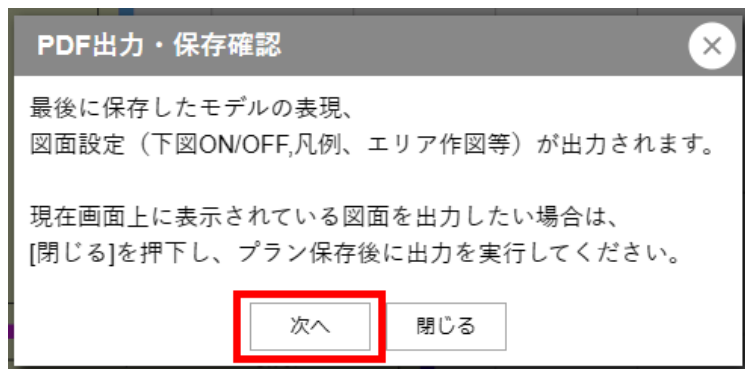 PDF出力・保存確認
最後に保存したモデルの表現、
図面設定（下図ON/OFF,凡例、エリア作図等）が出力されます。
現在画面上に表示されている図面を出力したい場合は、
[閉じる]を押下し、プラン保存後に出力を実行してください。
次へ 閉じる